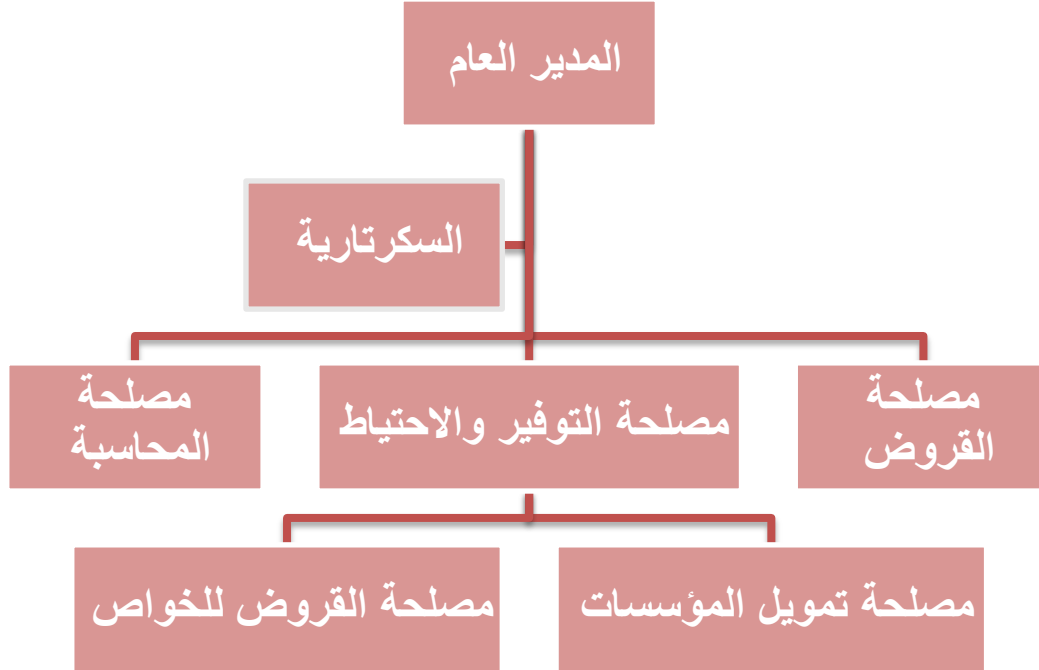 المدير العام
السكرتارية
مصلحة
القروض
مصلحة التوفير والاحتياط
مصلحة
المحاسبة
مصلحة تمويل المؤسسات
مصلحة القروض للخواص